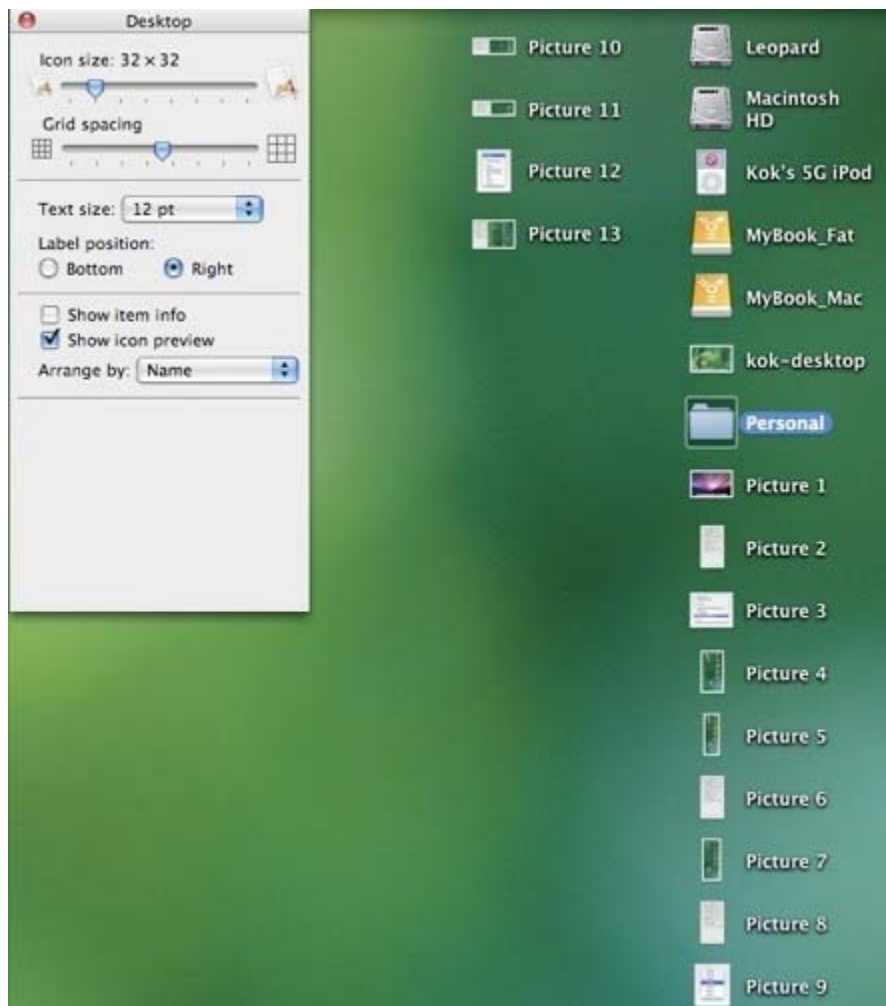 Desktop
Icon size: 32 × 32
Grid spacing
Text size: 12 pt
Label position:
Bottom Right
Show item info
Show icon preview
Arrange by: Name
Picture 10
Picture 11
Picture 12
Picture 13
Leopard
Macintosh
HD
Kok's 5G iPod
MyBook_Fat
MyBook_Mac
kok-desktop
Personal
Picture 1
Picture 2
Picture 3
Picture 4
Picture 5
Picture 6
Picture 7
Picture 8
Picture 9